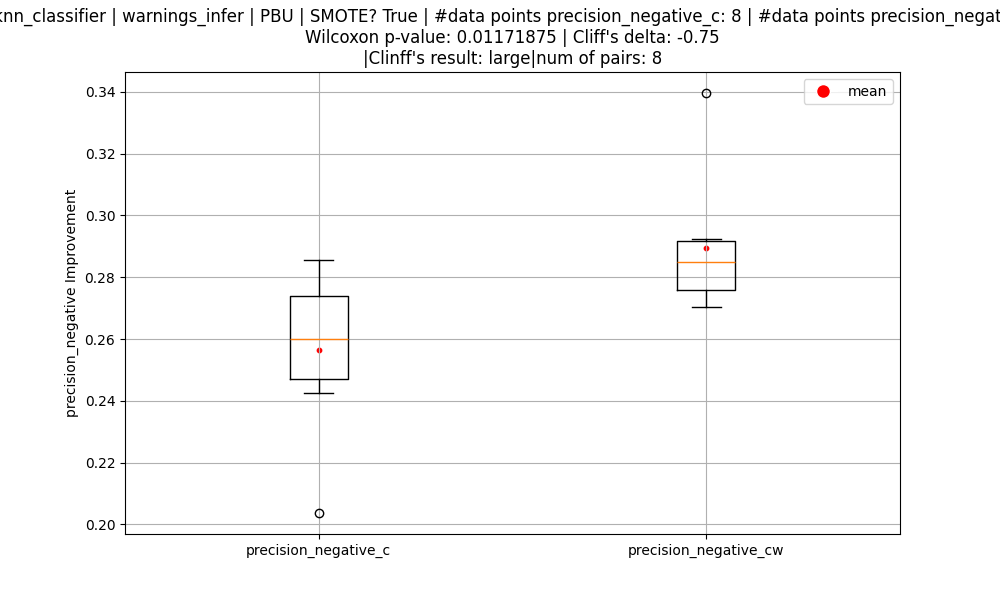 knn_classifier | warnings_infer | PBU | SMOTE? True | #data points precision_negative_c: 8 | #data points
Wilcoxon p-value: 0.01171875 | Cliff's delta: -0.75
|Clinff's result: large|num of pairs: 8
mean
0.34
0.32
0.30
0.28
0.26
0.24
0.22
0.20
precision_negative Improvement
precision_negative_c
precision_negative_cw